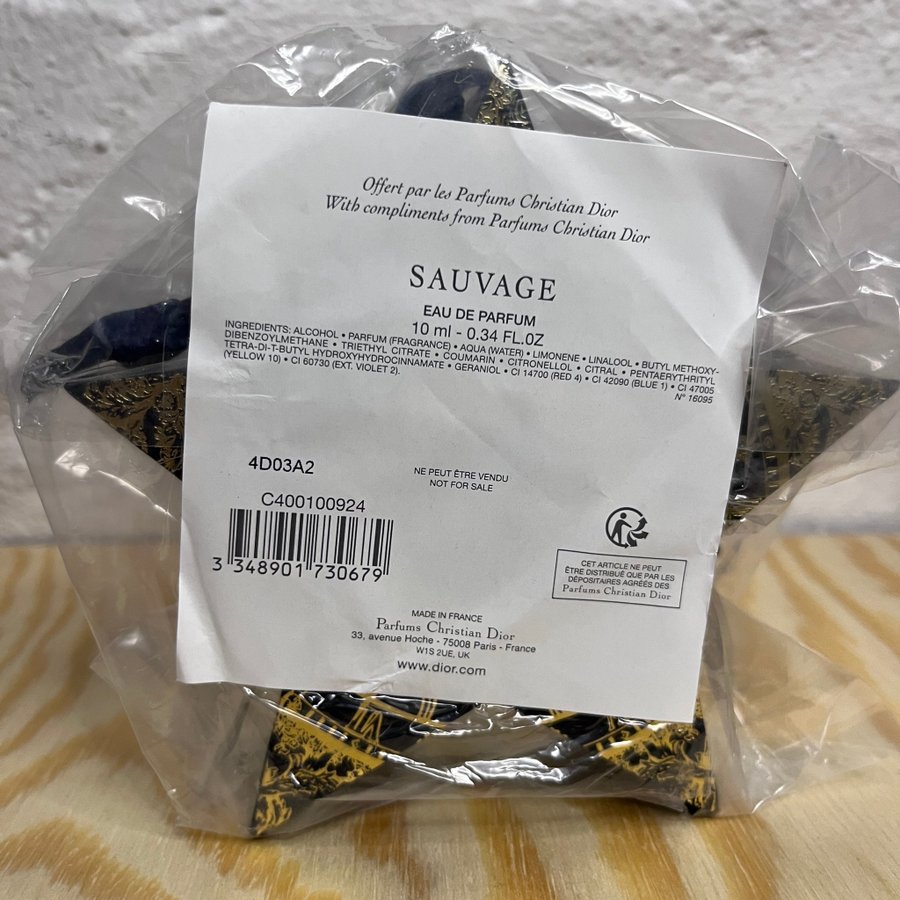 Offert par les Parfums Christian Dior
With compliments from Parfums Christian Dior
SAUVAGE
EAU DE PARFUM
10 ml - 0.34 FL.OZ
INGREDIENTS: ALCOHOL • PARFUM (FRAGRANCE) • AQUA (WATER) • LIMONENE • LINALOOL • BUTYL METHOXY-
DIBENZOYLMETHANE • TRIETHYL CITRATE • COUMARIN • CITRONELLOL • CITRAL • PENTAERYTHRITYL
TETRA-DI-T-BUTYL HYDROXYHYDROCINNAMATE • GERANIOL • CI 14700 (RED 4) • CI 42090 (BLUE 1) • CI 47005
(YELLOW 10) • CI 60730 (EXT. VIOLET 2).
N° 16095
4D03A2
NE PEUT ÊTRE VENDU
NOT FOR SALE
C400100924
3 348901 730679
CET ARTICLE NE PEUT
ÊTRE DISTRIBUÉ QUE PAR LES
DÉPOSITAIRES AGRÉÉS DES
Parfums Christian Dior
MADE IN FRANCE
Parfums Christian Dior
33, avenue Hoche - 75008 Paris - France
W1S 2UE, UK
www.dior.com